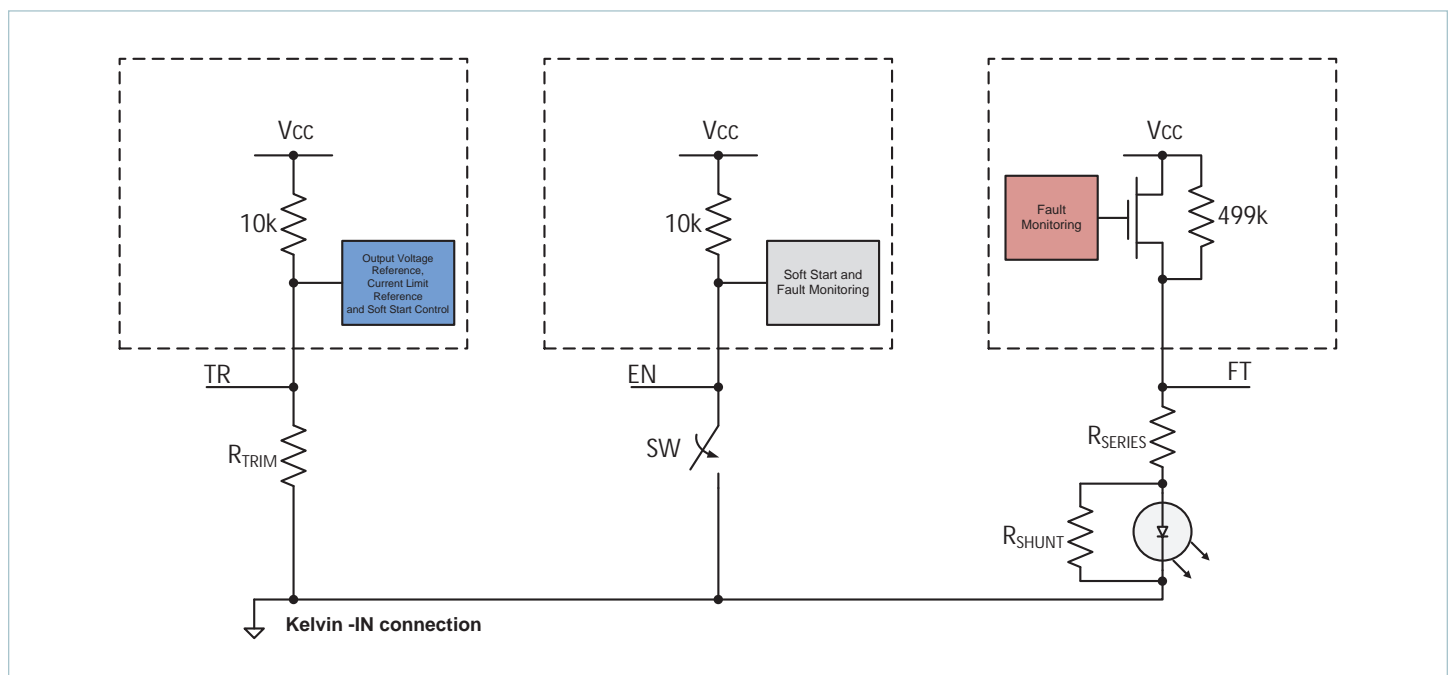 Vcc
10k
Output Voltage
Reference,
Current Limit
Reference
and Soft Start Control
TR
RTRIM
Vcc
10k
Soft Start and
Fault Monitoring
EN
SW
Vcc
Fault
Monitoring
499k
FT
RSERIES
RSHUNT
Kelvin -IN connection